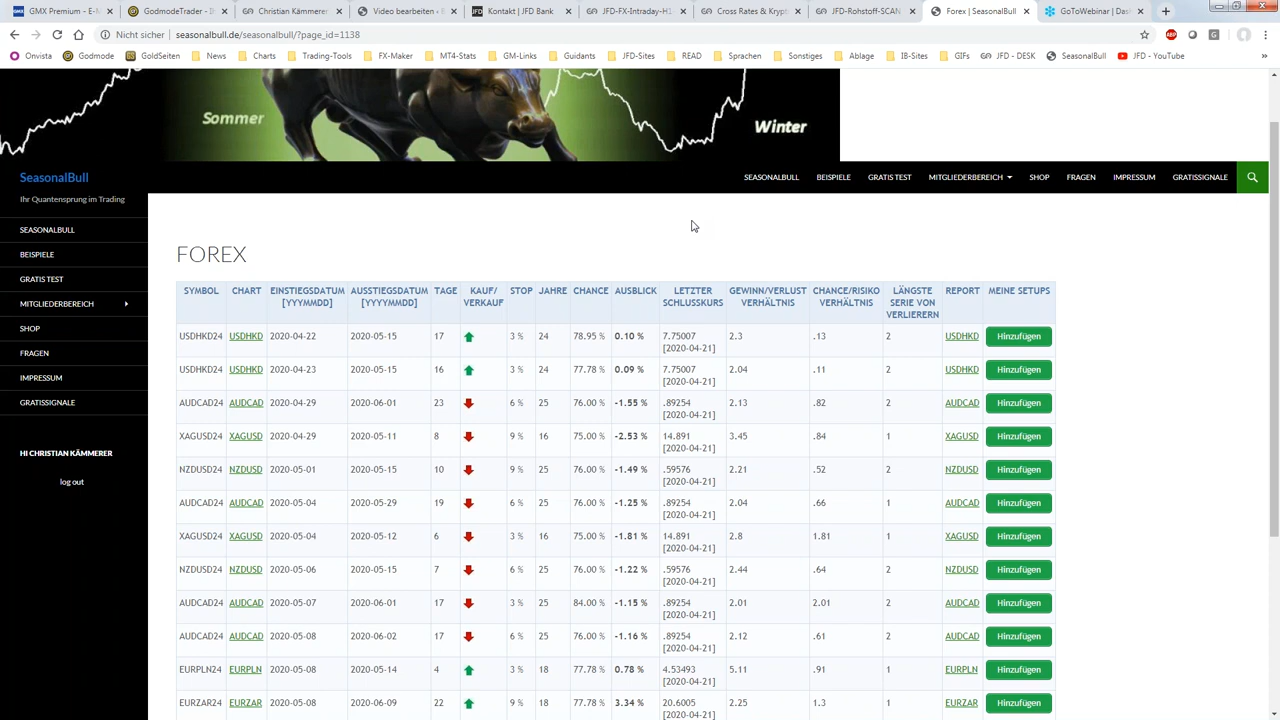 GMX Premium - E-M
GodmodeTrader - I
Christian Kämmerer
Video bearbeiten -
Kontakt | JFD Bank
JFD-FX-Intraday-H1
Cross Rates & Krypt
JFD-Rohstoff-SCAN
Forex | SeasonalBull
GoToWebinar | Das
Nicht sicher | seasonalbull.de/seasonalbull/?page_id=1138
Onvista Godmode GoldSeiten News Charts Trading-Tools FX-Maker MT4-Stats GM-Links Guidants JFD-Sites READ Sprachen Sonstiges Ablage IB-Sites GIFs JFD - DESK SeasonalBull JFD - YouTube »
Sommer
Winter
SeasonalBull
Ihr Quantensprung im Trading
SEASONALBULL BEISPIELE GRATIS TEST MITGLIEDERBEREICH SHOP FRAGEN IMPRESSUM GRATISSIGNALE
SEASONALBULL
BEISPIELE
GRATIS TEST
MITGLIEDERBEREICH
SHOP
FRAGEN
IMPRESSUM
GRATISSIGNALE
HI CHRISTIAN KÄMMERER
log out
FOREX
SYMBOL CHART EINSTIEGSDATUM [YYYMMDD] AUSSTIEGSDATUM [YYYYMMDD] TAGE KAUF/ VERKAUF STOP JAHRE CHANCE AUSBLICK LETZTER SCHLUSSKURS GEWINN/VERLUST VERHÄLTNIS CHANCE/RISIKO VERHÄLTNIS LÄNGSTE SERIE VON VERLIERERN REPORT MEINE SETUPS
USDHKD24 USDHKD 2020-04-22 2020-05-15 17 3 % 24 78.95 % 0.10 % 7.75007 [2020-04-21] 2.3 .13 2 USDHKD Hinzufügen
USDHKD24 USDHKD 2020-04-23 2020-05-15 16 3 % 24 77.78 % 0.09 % 7.75007 [2020-04-21] 2.04 .11 2 USDHKD Hinzufügen
AUDCAD24 AUDCAD 2020-04-29 2020-06-01 23 6 % 25 76.00 % -1.55 % .89254 [2020-04-21] 2.13 .82 2 AUDCAD Hinzufügen
XAGUSD24 XAGUSD 2020-04-29 2020-05-11 8 9 % 16 75.00 % -2.53 % 14.891 [2020-04-21] 3.45 .84 1 XAGUSD Hinzufügen
NZDUSD24 NZDUSD 2020-05-01 2020-05-15 10 9 % 25 76.00 % -1.49 % .59576 [2020-04-21] 2.21 .52 2 NZDUSD Hinzufügen
AUDCAD24 AUDCAD 2020-05-04 2020-05-29 19 6 % 25 76.00 % -1.25 % .89254 [2020-04-21] 2.04 .66 2 AUDCAD Hinzufügen
XAGUSD24 XAGUSD 2020-05-04 2020-05-12 6 3 % 16 75.00 % -1.81 % 14.891 [2020-04-21] 2.8 1.81 1 XAGUSD Hinzufügen
NZDUSD24 NZDUSD 2020-05-06 2020-05-15 7 6 % 25 76.00 % -1.22 % .59576 [2020-04-21] 2.44 .64 2 NZDUSD Hinzufügen
AUDCAD24 AUDCAD 2020-05-07 2020-06-01 17 3 % 25 84.00 % -1.15 % .89254 [2020-04-21] 2.01 2.01 2 AUDCAD Hinzufügen
AUDCAD24 AUDCAD 2020-05-08 2020-06-02 17 6 % 25 76.00 % -1.16 % .89254 [2020-04-21] 2.12 .61 2 AUDCAD Hinzufügen
EURPLN24 EURPLN 2020-05-08 2020-05-14 4 3 % 18 77.78 % 0.78 % 4.53493 [2020-04-21] 5.11 .91 1 EURPLN Hinzufügen
EURZAR24 EURZAR 2020-05-08 2020-06-09 22 9 % 18 77.78 % 3.34 % 20.6005 [2020-04-21] 2.25 1.3 1 EURZAR Hinzufügen